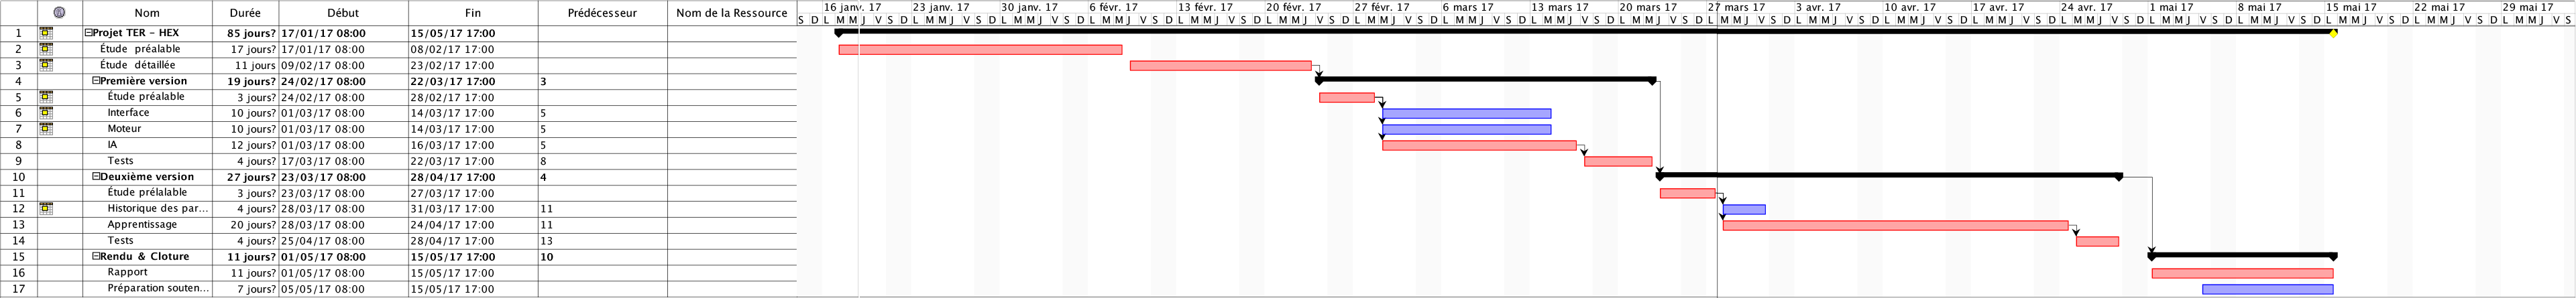 Nom Durée Début Fin Prédécesseur Nom de la Ressource
16 janv. 17 23 janv. 17 30 janv. 17 6 févr. 17 13 févr. 17 20 févr. 17 27 févr. 17 6 mars 17 13 mars 17 20 mars 17 27 mars 17 3 avr. 17 10 avr. 17 17 avr. 17 24 avr. 17 1 mai 17 8 mai 17 15 mai 17 22 mai 17 29 mai 17
S D L M M J V S D L M M J V S D L M M J V S D L M M J V S D L M M J V S D L M M J V S D L M M J V S D L M M J V S D L M M J V S D L M M J V S D L M M J V S D L M M J V S D L M M J V S D L M M J V S D L M M J V S D L M M J V S D L M M J V S D L M M J V S D L M M J V S D L M M J V S
1 Projet TER - HEX 85 jours? 17/01/17 08:00 15/05/17 17:00
2 Étude préalable 17 jours? 17/01/17 08:00 08/02/17 17:00
3 Étude détaillée 11 jours 09/02/17 08:00 23/02/17 17:00
4 Première version 19 jours? 24/02/17 08:00 22/03/17 17:00 3
5 Étude préalable 3 jours? 24/02/17 08:00 28/02/17 17:00
6 Interface 10 jours? 01/03/17 08:00 14/03/17 17:00 5
7 Moteur 10 jours? 01/03/17 08:00 14/03/17 17:00 5
8 IA 12 jours? 01/03/17 08:00 16/03/17 17:00 5
9 Tests 4 jours? 17/03/17 08:00 22/03/17 17:00 8
10 Deuxième version 27 jours? 23/03/17 08:00 28/04/17 17:00 4
11 Étude prélalable 3 jours? 23/03/17 08:00 27/03/17 17:00
12 Historique des par... 4 jours? 28/03/17 08:00 31/03/17 17:00 11
13 Apprentissage 20 jours? 28/03/17 08:00 24/04/17 17:00 11
14 Tests 4 jours? 25/04/17 08:00 28/04/17 17:00 13
15 Rendu & Cloture 11 jours? 01/05/17 08:00 15/05/17 17:00 10
16 Rapport 11 jours? 01/05/17 08:00 15/05/17 17:00
17 Préparation souten... 7 jours? 05/05/17 08:00 15/05/17 17:00